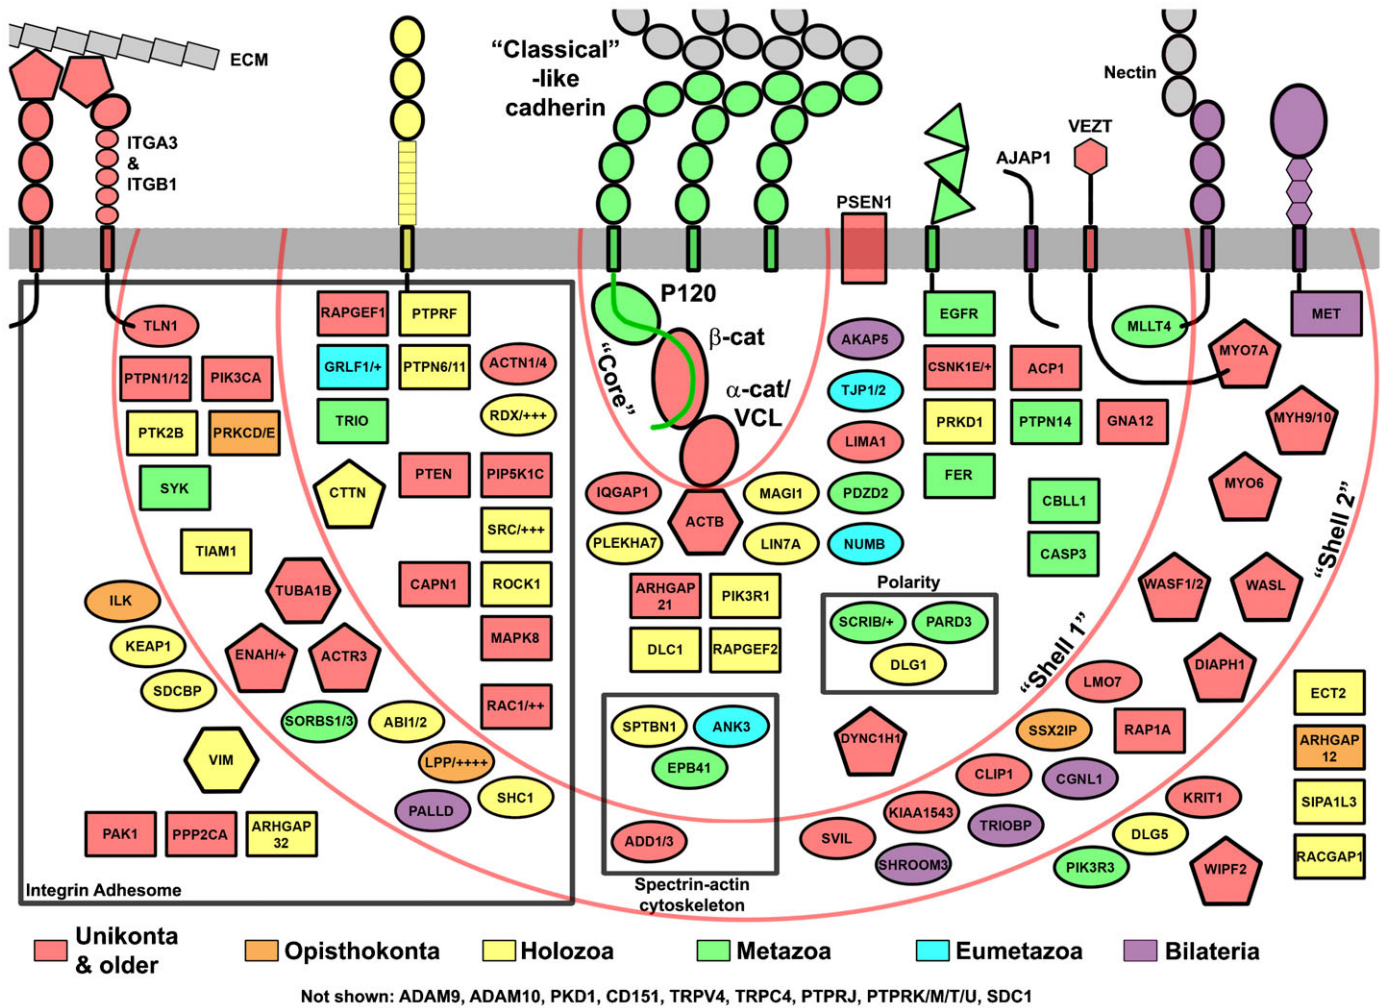 ECM
"Classical"
-like
cadherin
Nectin
VEZT
AJAP1
PSEN1
ITGA3
&
ITGB1
P120
β-cat
α-cat/
VCL
"Core"
TLN1
RAPGEF1
PTPRF
EGFR
MLLT4
MET
PTPN1/12
PIK3CA
GRLF1/+
PTPN6/11
ACTN1/4
AKAP5
CSNK1E/+
ACP1
MYO7A
PTK2B
PRKCD/E
TRIO
RDX/+++
TJP1/2
PRKD1
PTPN14
GNA12
MYH9/10
LIMA1
SYK
CTTN
PTEN
PIP5K1C
IQGAP1
ACTB
MAGI1
PDZD2
FER
CBLL1
MYO6
SRC/+++
PLEKHA7
LIN7A
NUMB
CASP3
TIAM1
TUBA1B
CAPN1
ROCK1
ARHGAP
21
PIK3R1
Polarity
WASF1/2
WASL
"Shell 2"
ILK
KEAP1
ENAH/+
ACTR3
MAPK8
DLC1
RAPGEF2
SCRIB/+
PARD3
DLG1
"Shell 1"
DIAPH1
SDCBP
SORBS1/3
ABI1/2
RAC1/++
LMO7
ECT2
SPTBN1
ANK3
DYNC1H1
SSX2IP
RAP1A
ARHGAP
12
VIM
LPP/++++
EPB41
CLIP1
CGNL1
SIPA1L3
PALLD
SHC1
KRIT1
KIAA1543
TRIOBP
DLG5
PAK1
PPP2CA
ARHGAP
32
ADD1/3
SVIL
SHROOM3
PIK3R3
WIPF2
RACGAP1
Integrin Adhesome
Spectrin-actin
cytoskeleton
Unikonta
& older
Opisthokonta
Holozoa
Metazoa
Eumetazoa
Bilateria
Not shown: ADAM9, ADAM10, PKD1, CD151, TRPV4, TRPC4, PTPRJ, PTPRK/M/T/U, SDC1